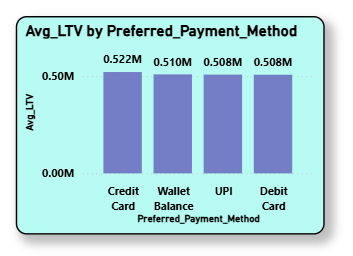 Avg_LTV by Preferred_Payment_Method
0.522M 0.510M 0.508M 0.508M
0.50M
0.00M
Avg_LTV
Credit Card
Wallet Balance
UPI
Debit Card
Preferred_Payment_Method